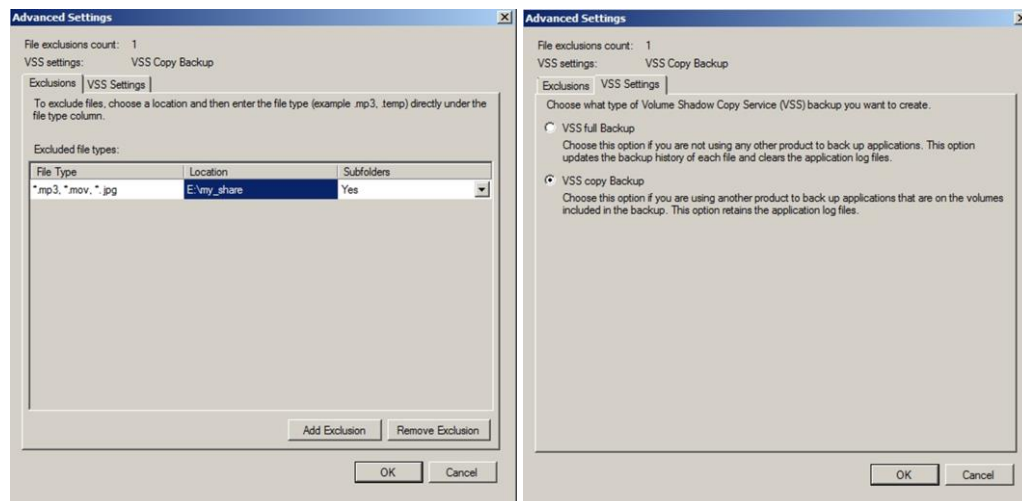 Advanced Settings
File exclusions count: 1
VSS settings: VSS Copy Backup
Exclusions VSS Settings
To exclude files, choose a location and then enter the file type (example .mp3, .temp) directly under the
file type column.
Excluded file types:
File Type Location Subfolders
*.mp3, *.mov, *. jpg E:\my_share Yes
Add Exclusion Remove Exclusion
OK Cancel
Advanced Settings
File exclusions count: 1
VSS settings: VSS Copy Backup
Exclusions VSS Settings
Choose what type of Volume Shadow Copy Service (VSS) backup you want to create.
VSS full Backup
Choose this option if you are not using any other product to back up applications. This option
updates the backup history of each file and clears the application log files.
VSS copy Backup
Choose this option if you are using another product to back up applications that are on the volumes
included in the backup. This option retains the application log files.
OK Cancel